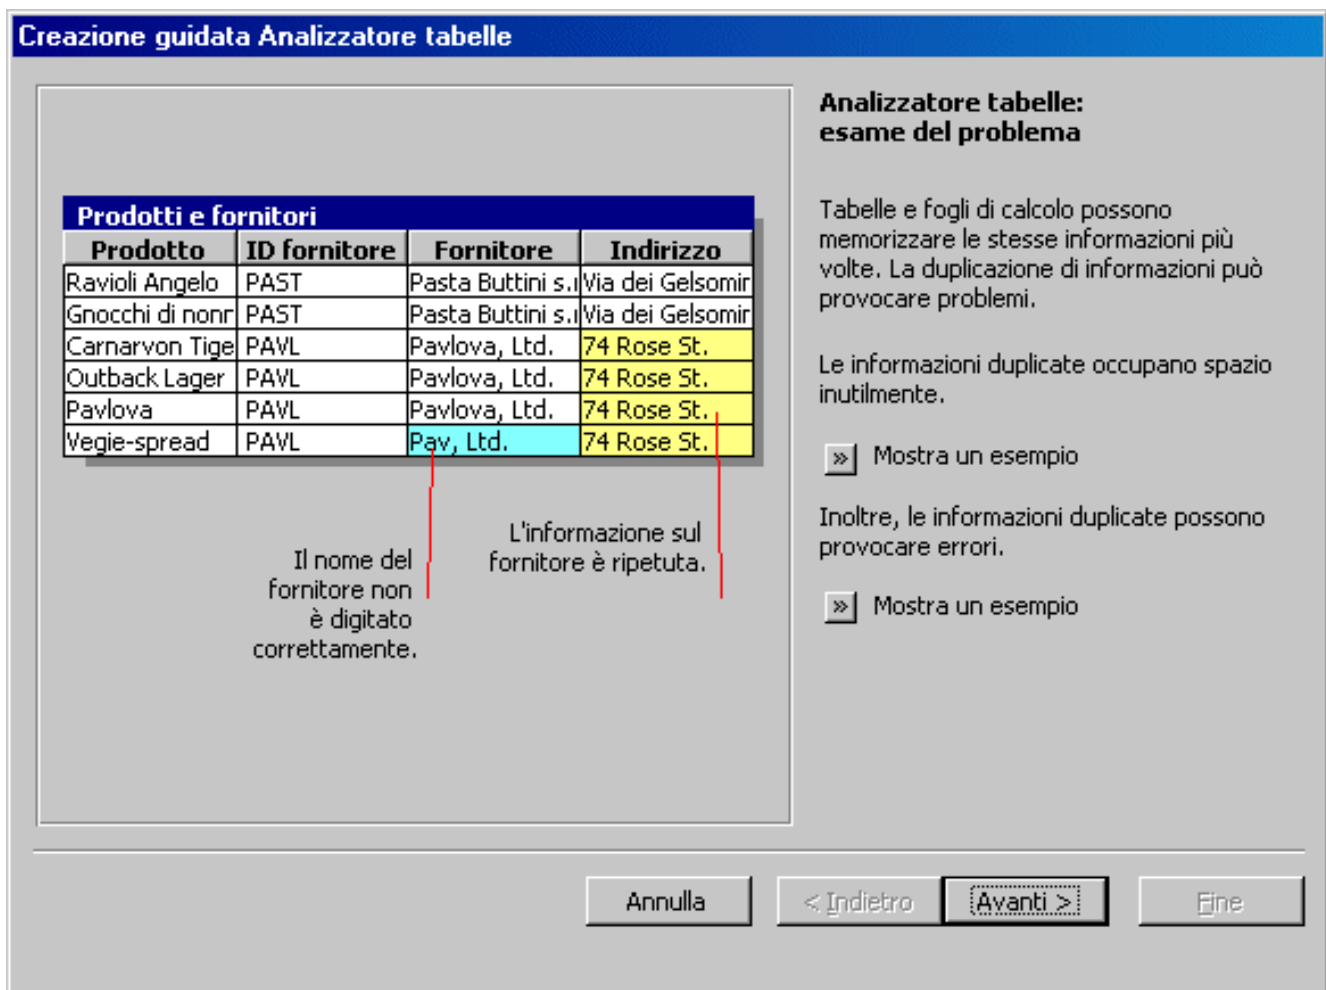 Creazione guidata Analizzatore tabelle
Prodotti e fornitori
Prodotto ID fornitore Fornitore Indirizzo
Ravioli Angelo PAST Pasta Buttini s.r Via dei Gelsomir
Gnocchi di nonr PAST Pasta Buttini s.r Via dei Gelsomir
Carnarvon Tige PAVL Pavlova, Ltd. 74 Rose St.
Outback Lager PAVL Pavlova, Ltd. 74 Rose St.
Pavlova PAVL Pavlova, Ltd. 74 Rose St.
Vegie-spread PAVL Pav, Ltd. 74 Rose St.
Il nome del
fornitore non
è digitato
correttamente.
L'informazione sul
fornitore è ripetuta.
Analizzatore tabelle:
esame del problema
Tabelle e fogli di calcolo possono
memorizzare le stesse informazioni più
volte. La duplicazione di informazioni può
provocare problemi.
Le informazioni duplicate occupano spazio
inutilmente.
» Mostra un esempio
Inoltre, le informazioni duplicate possono
provocare errori.
» Mostra un esempio
Annulla < Indietro Avanti > Fine